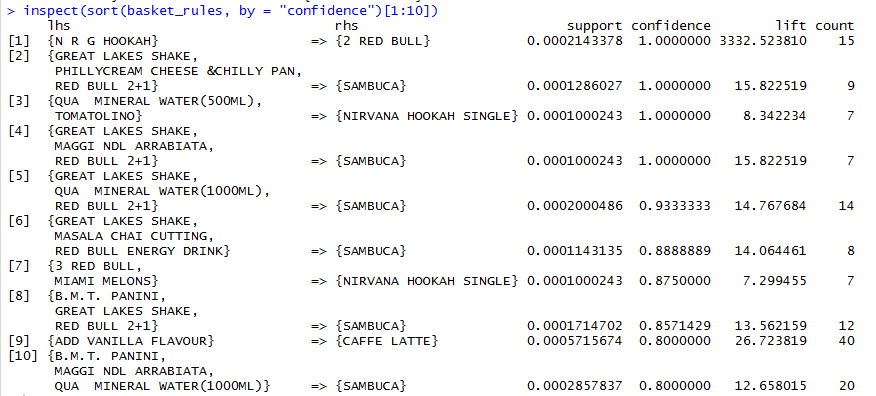 > inspect(sort(basket_rules, by = "confidence")[1:10])
lhs rhs support confidence lift count
[1] {N R G HOOKAH} => {2 RED BULL} 0.0002143378 1.0000000 3332.523810 15
[2] {GREAT LAKES SHAKE,
PHILLYCREAM CHEESE &CHILLY PAN,
RED BULL 2+1} => {SAMBUCA} 0.0001286027 1.0000000 15.822519 9
[3] {QUA  MINERAL WATER(500ML),
TOMATOLINO} => {NIRVANA HOOKAH SINGLE} 0.0001000243 1.0000000 8.342234 7
[4] {GREAT LAKES SHAKE,
MAGGI NDL ARRABIATA,
RED BULL 2+1} => {SAMBUCA} 0.0001000243 1.0000000 15.822519 7
[5] {GREAT LAKES SHAKE,
QUA  MINERAL WATER(1000ML),
RED BULL 2+1} => {SAMBUCA} 0.0002000486 0.9333333 14.767684 14
[6] {GREAT LAKES SHAKE,
MASALA CHAI CUTTING,
RED BULL ENERGY DRINK} => {SAMBUCA} 0.0001143135 0.8888889 14.064461 8
[7] {3 RED BULL,
MIAMI MELONS} => {NIRVANA HOOKAH SINGLE} 0.0001000243 0.8750000 7.299455 7
[8] {B.M.T. PANINI,
GREAT LAKES SHAKE,
RED BULL 2+1} => {SAMBUCA} 0.0001714702 0.8571429 13.562159 12
[9] {ADD VANILLA FLAVOUR} => {CAFFE LATTE} 0.0005715674 0.8000000 26.723819 40
[10] {B.M.T. PANINI,
MAGGI NDL ARRABIATA,
QUA  MINERAL WATER(1000ML)} => {SAMBUCA} 0.0002857837 0.8000000 12.658015 20